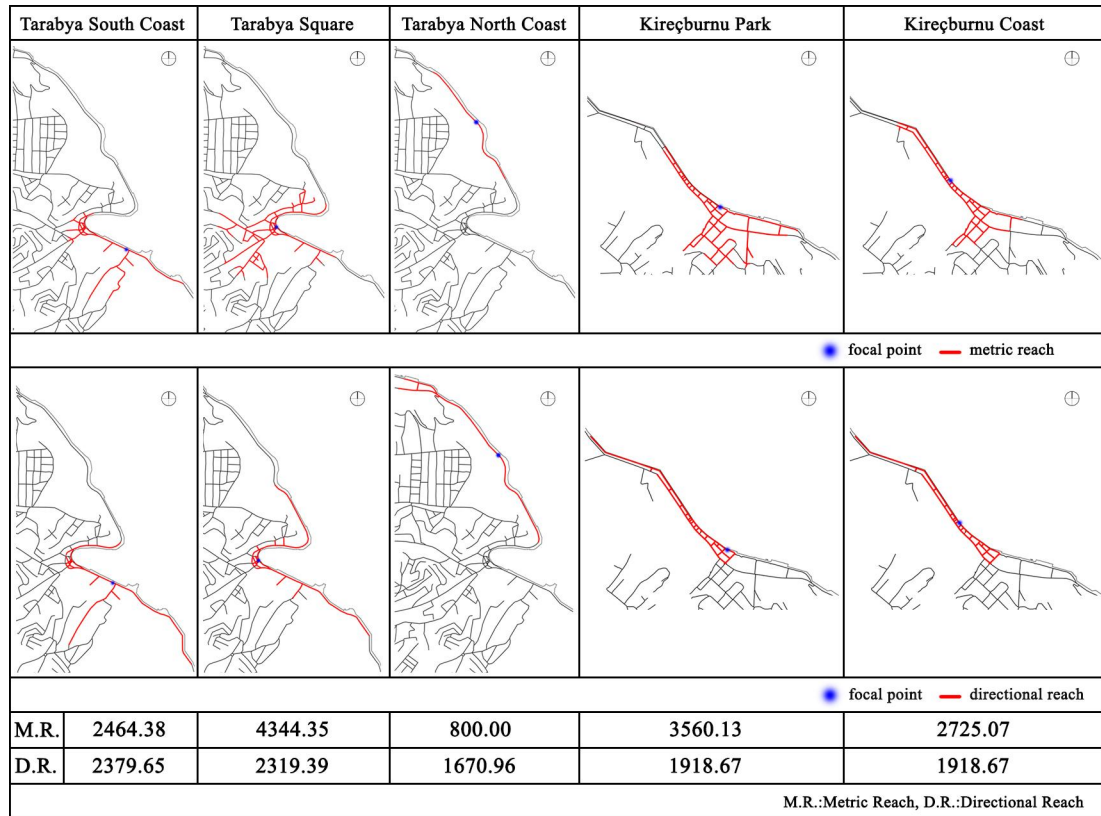 Tarabya South Coast Tarabya Square Tarabya North Coast Kireçburnu Park Kireçburnu Coast
focal point metric reach
focal point directional reach
M.R. 2464.38 4344.35 800.00 3560.13 2725.07
D.R. 2379.65 2319.39 1670.96 1918.67 1918.67
M.R.:Metric Reach, D.R.:Directional Reach